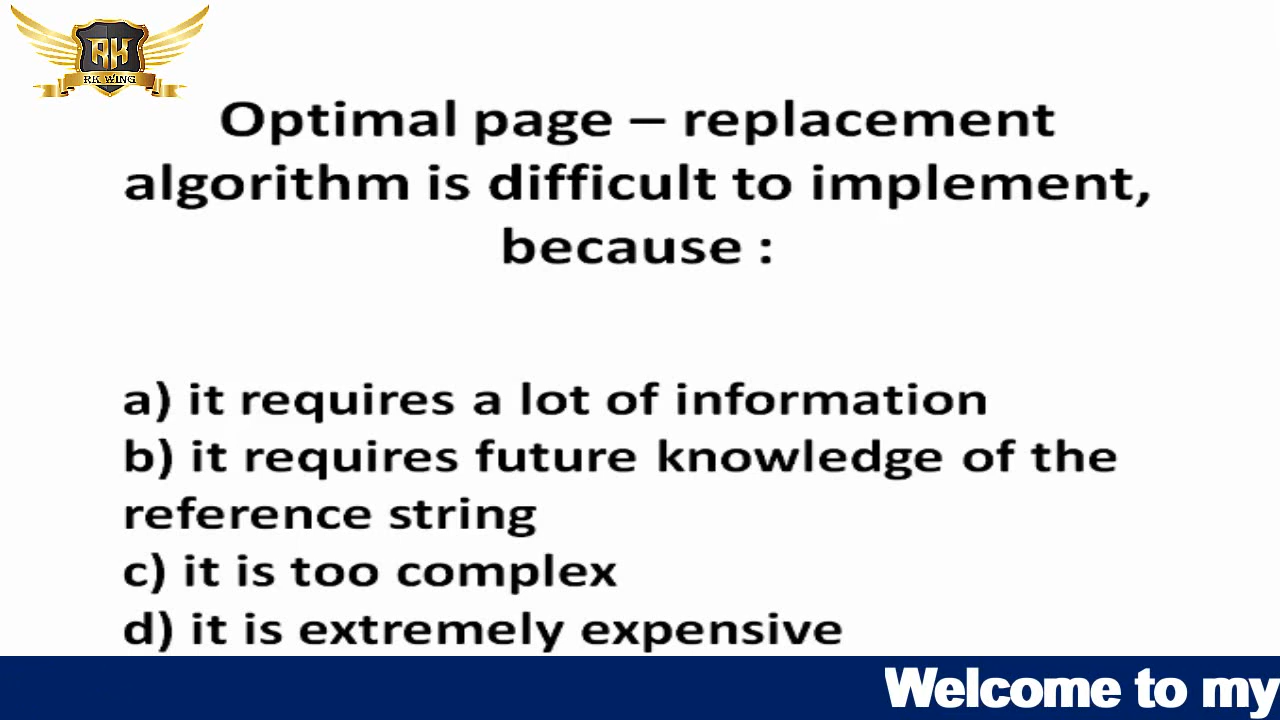 RK
RK WING
Optimal page – replacement
algorithm is difficult to implement,
because :
a) it requires a lot of information
b) it requires future knowledge of the
reference string
c) it is too complex
d) it is extremely expensive
Welcome to my